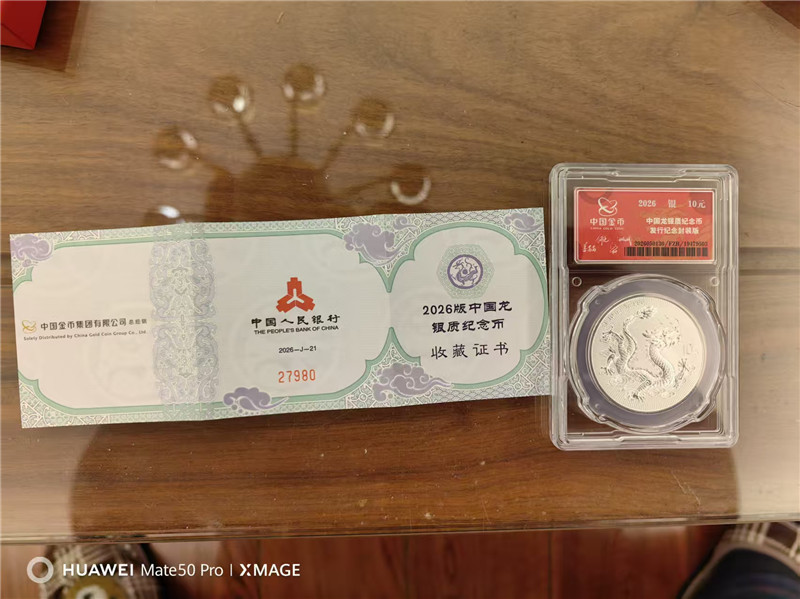 中国金币集团有限公司总经销
Solely Distributed by China Gold Coin Group Co., Ltd.
中国人民银行
THE PEOPLE'S BANK OF CHINA
2026-J-21
27980
2026版中国龙
银质纪念币
收藏证书
中国金币
2026 银 10元
中国龙银质纪念币
发行纪念封装版
HUAWEI Mate50 Pro | XMAGE